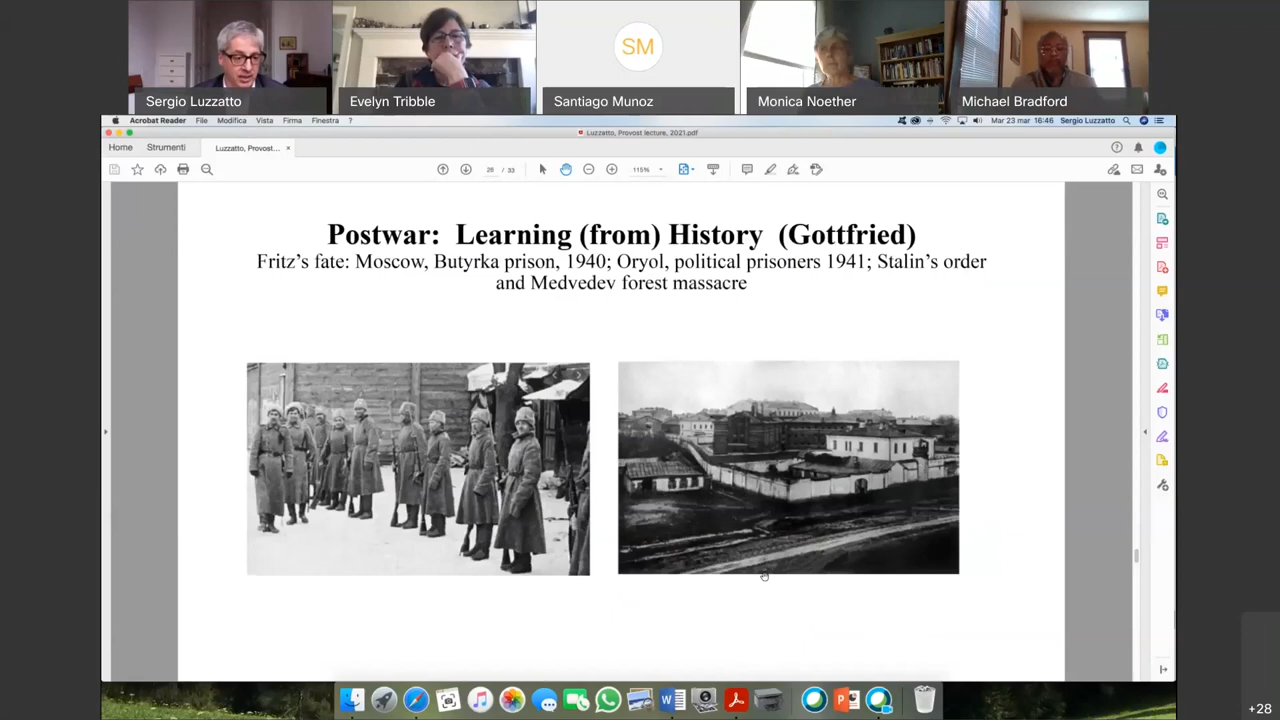 SM
Sergio Luzzatto
Evelyn Tribble
Santiago Munoz
Monica Noether
Michael Bradford
Acrobat Reader File Modifica Vista Firma Finestra ? Mar 23 mar 16:46 Sergio Luzzatto
Luzzatto, Provost lecture, 2021.pdf
Home Strumenti Luzzatto, Provost... ×
28 / 33 115%
Postwar: Learning (from) History (Gottfried)
Fritz's fate: Moscow, Butyrka prison, 1940; Oryol, political prisoners 1941; Stalin's order
and Medvedev forest massacre
+28